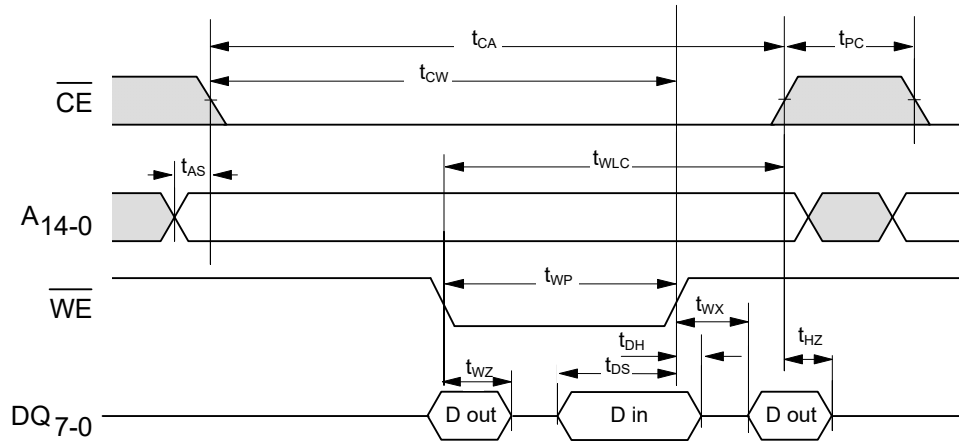 tCA
tPC
tCW
CE
tWLC
tAS
A14-0
WE
tWP
tWX
tDH
tHZ
tWZ
tDS
DQ7-0
D out
D in
D out